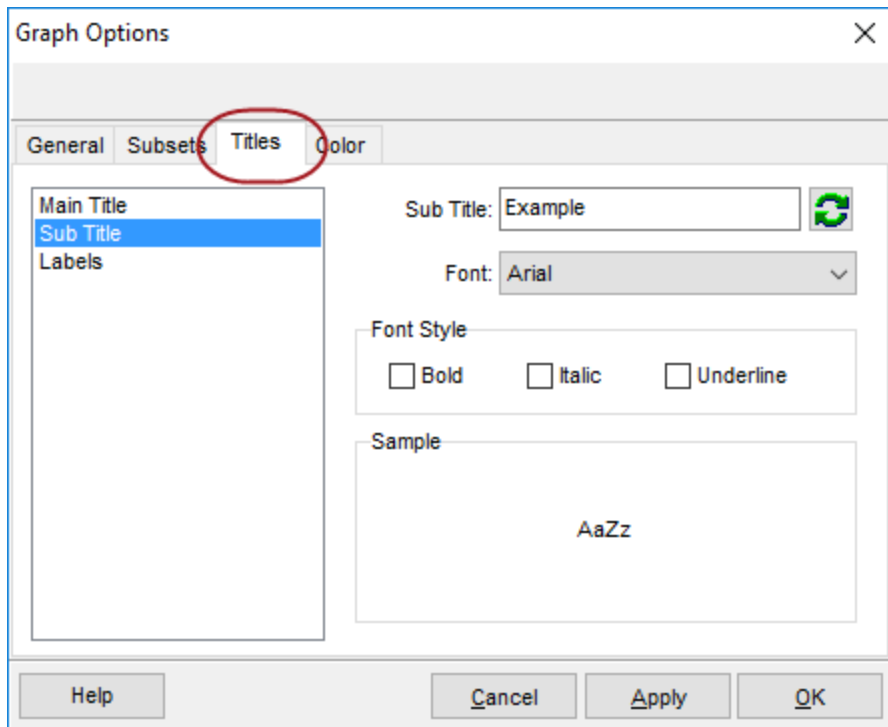 Graph Options
General Subsets Titles Color
Main Title
Sub Title
Labels
Sub Title: Example
Font: Arial
Font Style
Bold Italic Underline
Sample
AaZz
Help Cancel Apply OK